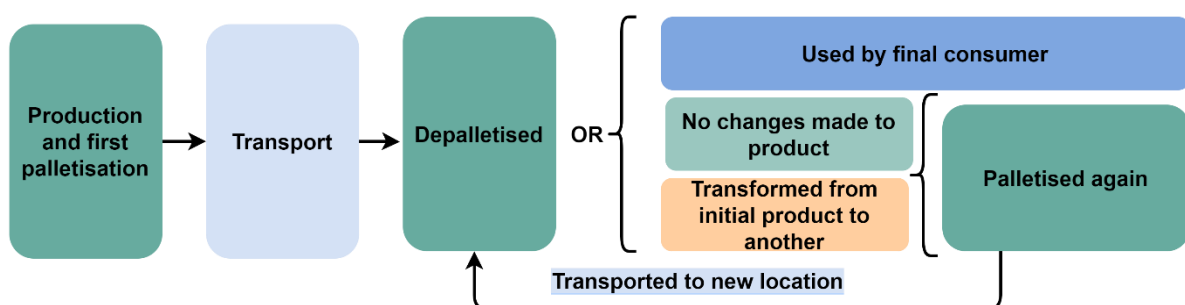 Production
and first
palletisation
Transport
Depalletised
OR
Used by final consumer
No changes made to
product
Transformed from
initial product to
another
Palletised again
Transported to new location